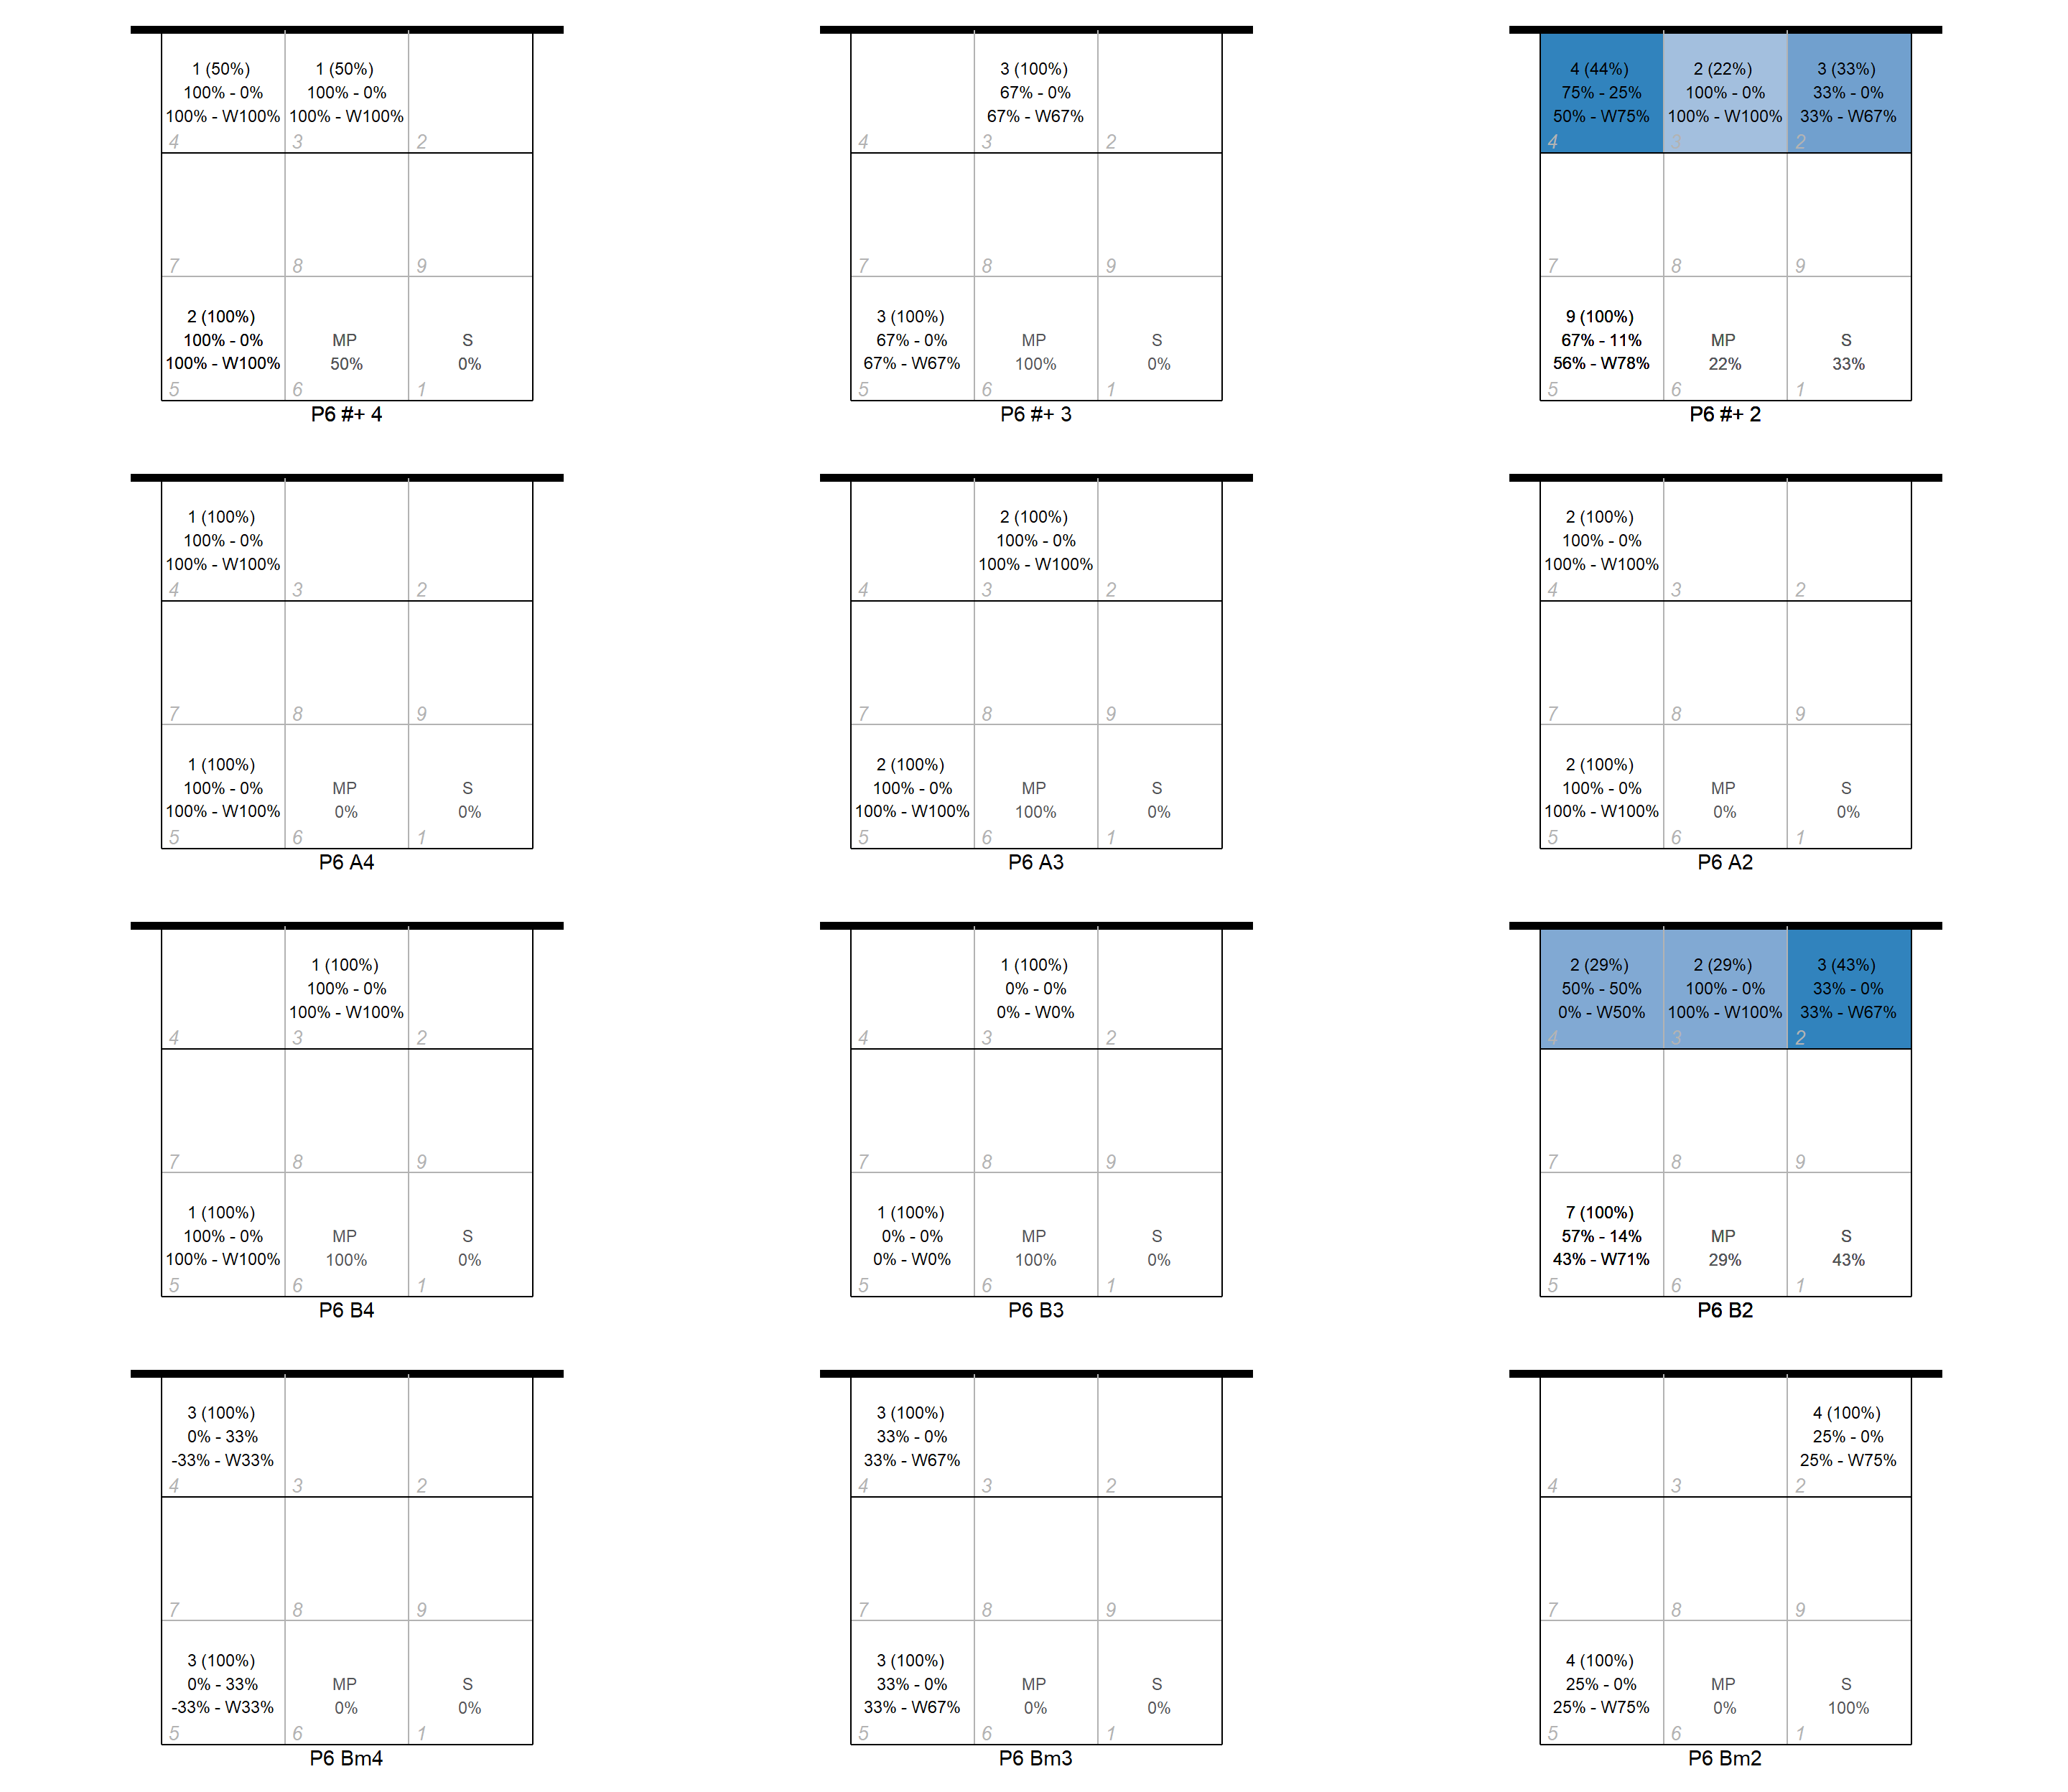 1 (50%)
100% - 0%
100% - W100%
4
1 (50%)
100% - 0%
100% - W100%
3
2
7
8
9
2 (100%)
100% - 0%
100% - W100%
5
MP
50%
6
S
0%
1
P6 #+ 4
4
3 (100%)
67% - 0%
67% - W67%
3
2
7
8
9
3 (100%)
67% - 0%
67% - W67%
5
MP
100%
6
S
0%
1
P6 #+ 3
4 (44%)
75% - 25%
50% - W75%
4
2 (22%)
100% - 0%
100% - W100%
3
3 (33%)
33% - 0%
33% - W67%
2
7
8
9
9 (100%)
67% - 11%
56% - W78%
5
MP
22%
6
S
33%
1
P6 #+ 2
1 (100%)
100% - 0%
100% - W100%
4
3
2
7
8
9
1 (100%)
100% - 0%
100% - W100%
5
MP
0%
6
S
0%
1
P6 A4
4
2 (100%)
100% - 0%
100% - W100%
3
2
7
8
9
2 (100%)
100% - 0%
100% - W100%
5
MP
100%
6
S
0%
1
P6 A3
2 (100%)
100% - 0%
100% - W100%
4
3
2
7
8
9
2 (100%)
100% - 0%
100% - W100%
5
MP
0%
6
S
0%
1
P6 A2
4
1 (100%)
100% - 0%
100% - W100%
3
2
7
8
9
1 (100%)
100% - 0%
100% - W100%
5
MP
100%
6
S
0%
1
P6 B4
4
1 (100%)
0% - 0%
0% - W0%
3
2
7
8
9
1 (100%)
0% - 0%
0% - W0%
5
MP
100%
6
S
0%
1
P6 B3
2 (29%)
50% - 50%
0% - W50%
4
2 (29%)
100% - 0%
100% - W100%
3
3 (43%)
33% - 0%
33% - W67%
2
7
8
9
7 (100%)
57% - 14%
43% - W71%
5
MP
29%
6
S
43%
1
P6 B2
3 (100%)
0% - 33%
-33% - W33%
4
3
2
7
8
9
3 (100%)
0% - 33%
-33% - W33%
5
MP
0%
6
S
0%
1
P6 Bm4
3 (100%)
33% - 0%
33% - W67%
4
3
2
7
8
9
3 (100%)
33% - 0%
33% - W67%
5
MP
0%
6
S
0%
1
P6 Bm3
4
3
4 (100%)
25% - 0%
25% - W75%
2
7
8
9
4 (100%)
25% - 0%
25% - W75%
5
MP
0%
6
S
100%
1
P6 Bm2